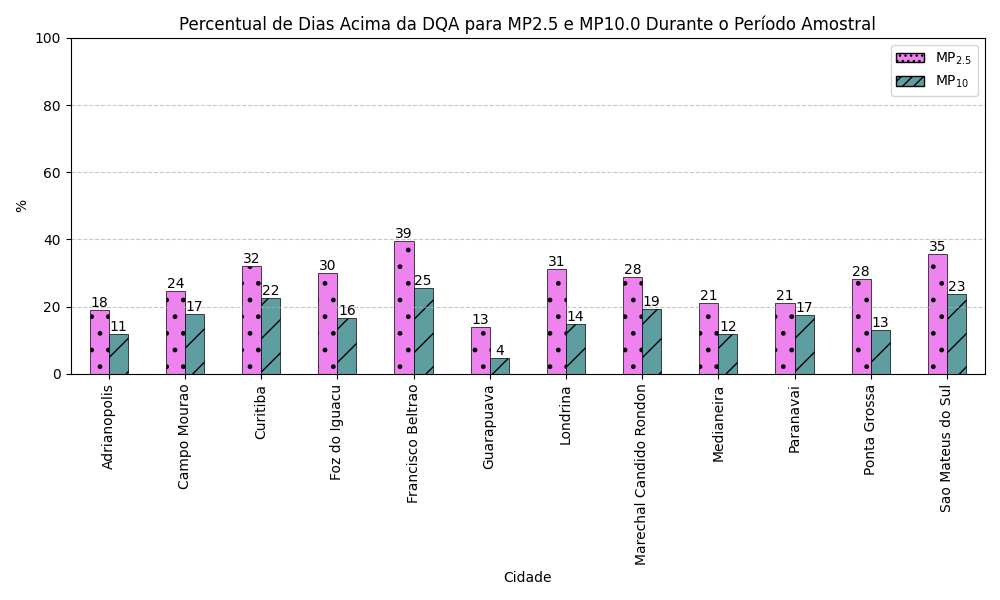 Percentual de Dias Acima da DQA para MP2.5 e MP10.0 Durante o Período Amostral
MP2.5
MP10
%
100
80
60
40
20
0
18 11 24 17 32 22 30 16 39 25 13 4 31 14 28 19 21 12 21 17 28 13 35 23
Adrianopolis
Campo Mourao
Curitiba
Foz do Iguacu
Francisco Beltrao
Guarapuava
Londrina
Marechal Candido Rondon
Medianeira
Paranavai
Ponta Grossa
Sao Mateus do Sul
Cidade